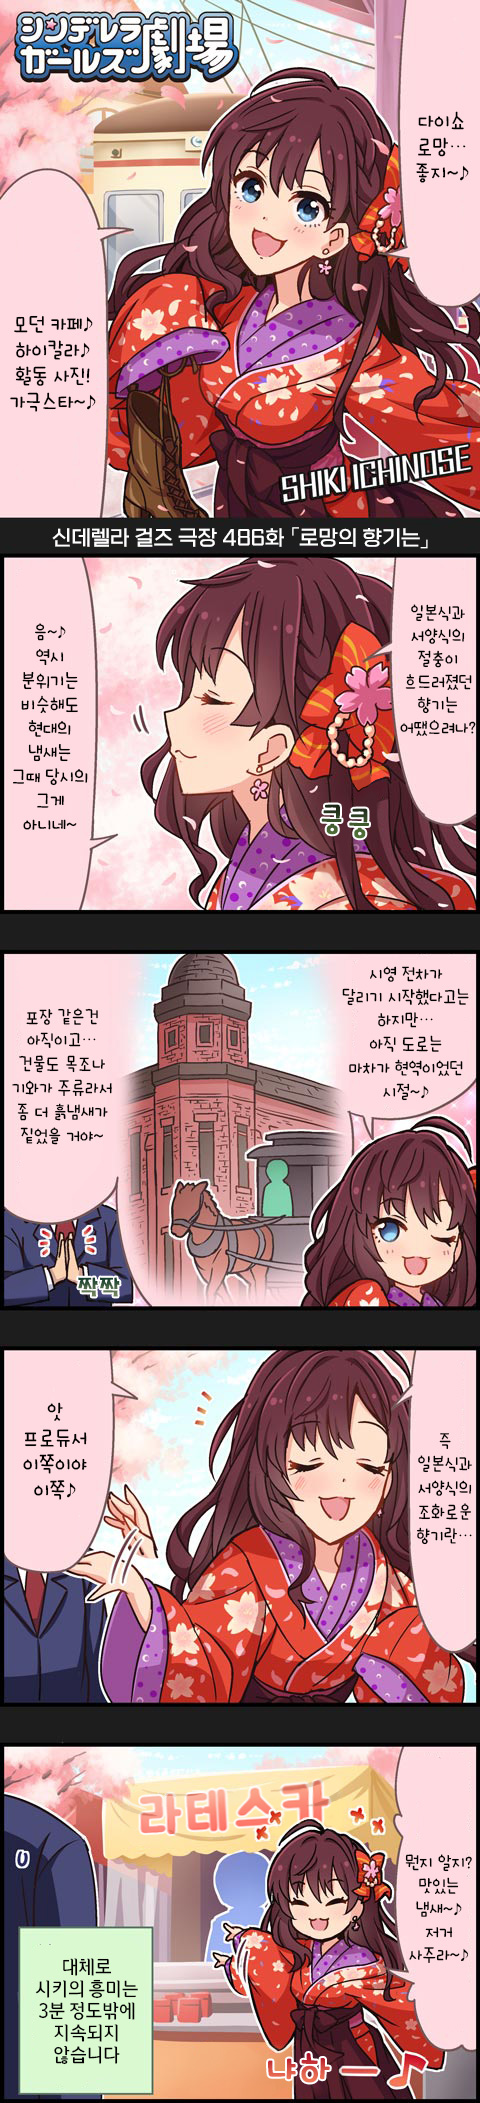 シンデレラ
ガールズ劇場
다이쇼
로망…
좋지~♪
모던 카페♪
하이칼라♪
활동 사진!
가극스타~♪
SHIKI ICHINOSE
신데렐라 걸즈 극장 486화 「로망의 향기는」
일본식과
서양식의
절충이
흐드러졌던
향기는
어땠으려나?
음~♪
역시
분위기는
비슷해도
현대의
냄새는
그때 당시의
그게
아니네~
킁킁
시영 전차가
달리기 시작했다고는
하지만…
아직 도로는
마차가 현역이었던
시절~♪
포장 같은건
아직이고…
건물도 목조나
기와가 주류라서
좀 더 흙냄새가
짙었을 거야~
짝짝
즉
일본식과
서양식의
조화로운
향기란…
앗
프로듀서
이쪽이야
이쪽♪
라테스카
뭔지 알지?
맛있는
냄새~♪
저거
사주라~♪
대체로
시키의 흥미는
3분 정도밖에
지속되지
않습니다
냐하ー♪